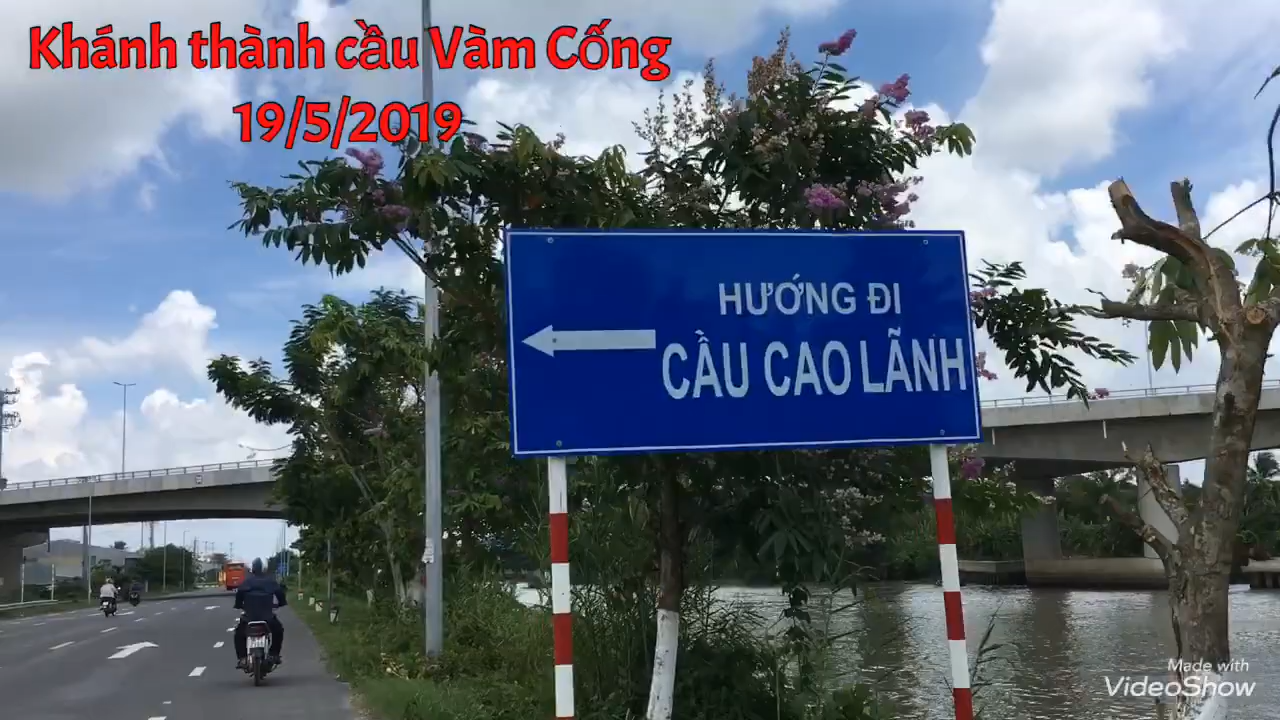 Khánh thành cầu Vàm Cống
19/5/2019
HƯỚNG ĐI
CẦU CAO LÃNH
Made with
VideoShow